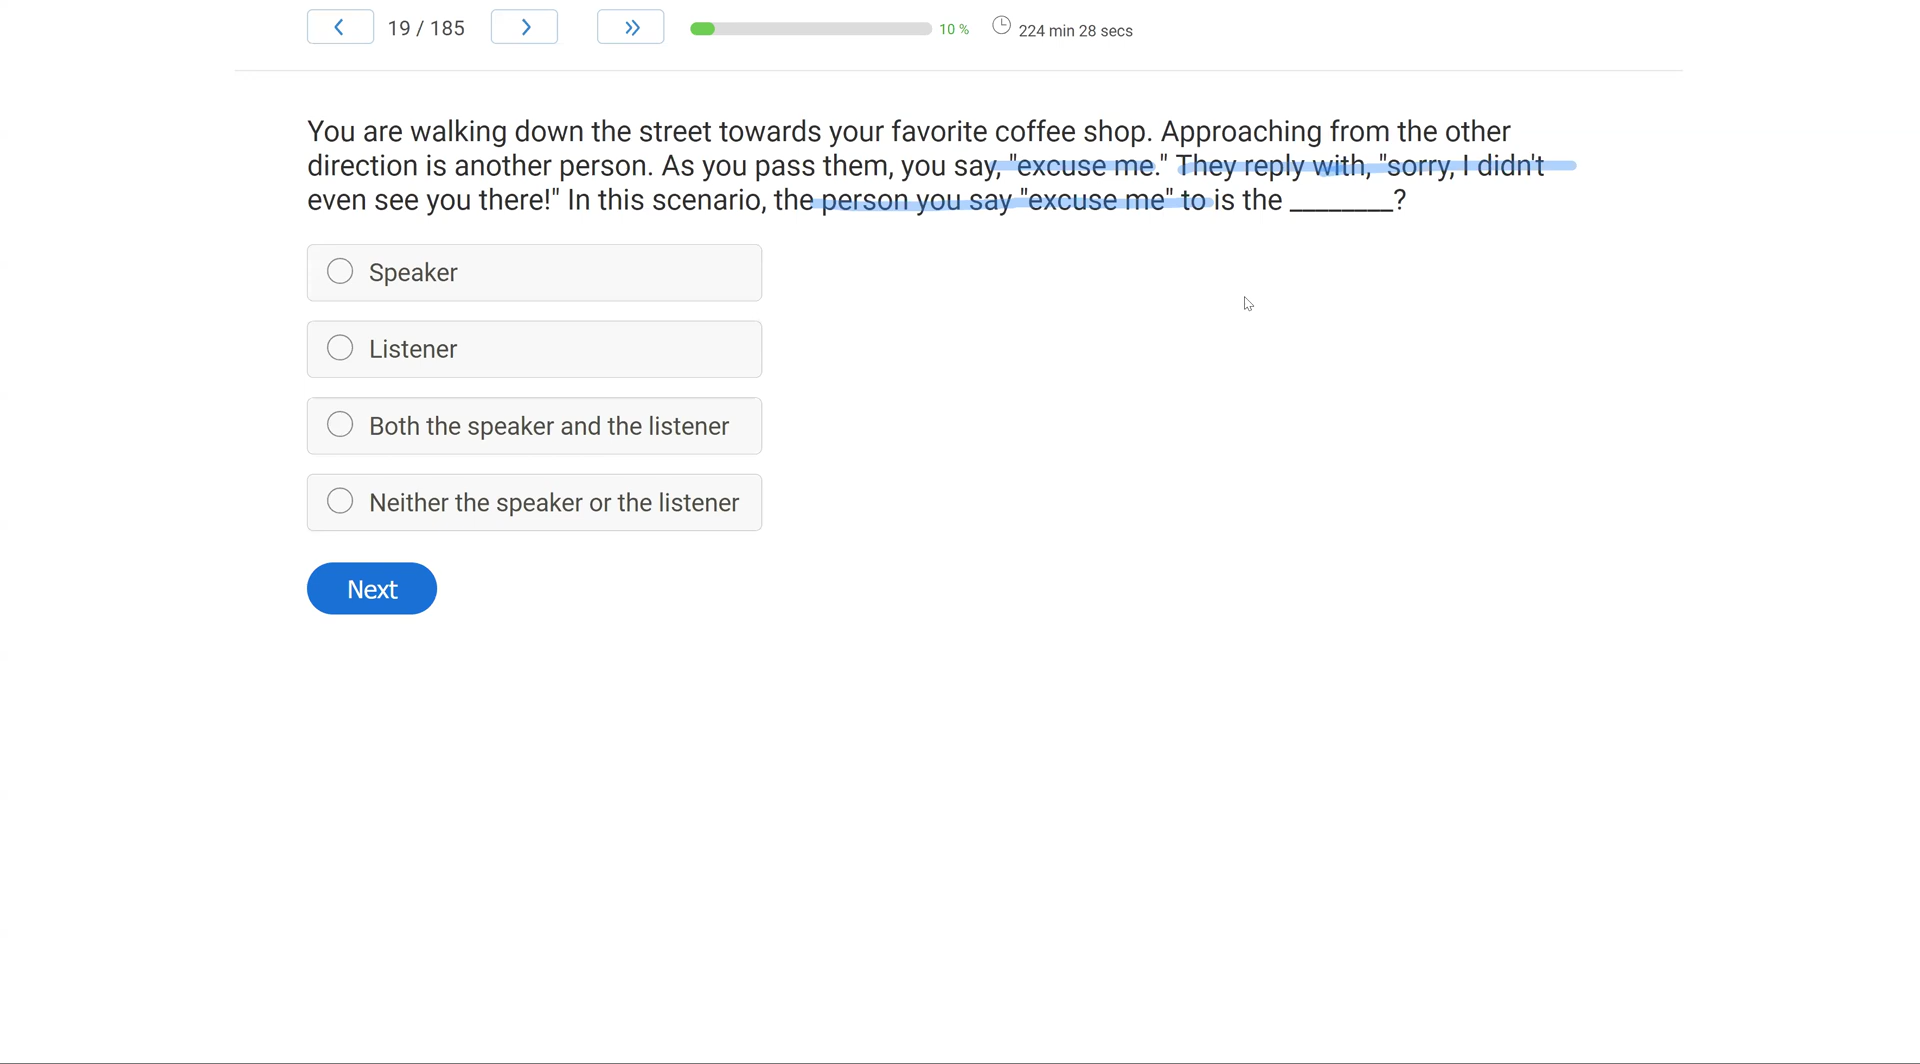 19 / 185
10 %
224 min 28 secs
You are walking down the street towards your favorite coffee shop. Approaching from the other
direction is another person. As you pass them, you say, "excuse me." They reply with, "sorry, I didn't
even see you there!" In this scenario, the person you say "excuse me" to is the ________?
Speaker
Listener
Both the speaker and the listener
Neither the speaker or the listener
Next